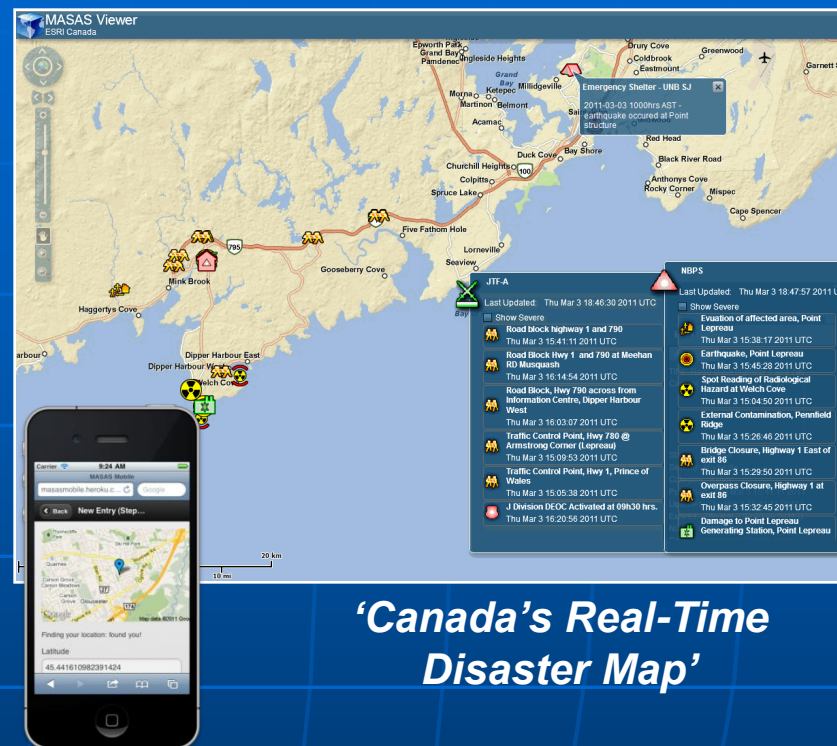 MASAS Viewer
ESRI Canada
Epworth Park
Grand Bay
Pamdenec
Ingleside Heights
Grand
Bay
Millidgeville
Drury Cove
Coldbrook
Eastmount
Greenwood
Garnett
Morna
Ketepec
Martinon
Belmont
Acamac
Emergency Shelter - UNB SJ
2011-03-03 1000hrs AST -
earthquake occured at Point
structure
Red Head
Duck Cove
Bay Shore
Black River Road
Churchill Heights
100
Colpitts
Anthonys Cove
Rocky Corner
Mispec
Spruce Lake
Cape Spencer
Five Fathom Hole
795
Lorneville
Seaview
Gooseberry Cove
Mink Brook
Haggertys Cove
Dipper Harbour East
Dipper Harbour
Welch Cove
20 km
10 mi
JTF-A
Last Updated: Thu Mar 3 18:46:30 2011 UTC
Show Severe
Road block highway 1 and 790
Thu Mar 3 15:41:11 2011 UTC
Road Block Hwy 1 and 790 at Meehan
RD Musquash
Thu Mar 3 16:14:54 2011 UTC
Road Block, Hwy 790 across from
Information Centre, Dipper Harbour
West
Thu Mar 3 16:03:07 2011 UTC
Traffic Control Point, Hwy 780 @
Armstrong Corner (Lepreau)
Thu Mar 3 15:09:53 2011 UTC
Traffic Control Point, Hwy 1, Prince of
Wales
Thu Mar 3 15:05:38 2011 UTC
J Division DEOC Activated at 09h30 hrs.
Thu Mar 3 16:20:56 2011 UTC
NBPS
Last Updated: Thu Mar 3 18:47:57 2011 U
Show Severe
Evuation of affected area, Point
Lepreau
Thu Mar 3 15:38:17 2011 UTC
Earthquake, Point Lepreau
Thu Mar 3 15:45:28 2011 UTC
Spot Reading of Radiological
Hazard at Welch Cove
Thu Mar 3 15:04:50 2011 UTC
External Contamination, Pennfield
Ridge
Thu Mar 3 15:26:46 2011 UTC
Bridge Closure, Highway 1 East of
exit 86
Thu Mar 3 15:29:50 2011 UTC
Overpass Closure, Highway 1 at
exit 86
Thu Mar 3 15:32:45 2011 UTC
Damage to Point Lepreau
Generating Station, Point Lepreau
Carrier 9:24 AM
MASAS Mobile
masasmobile.heroku.c... Google
Back New Entry (Step...
Finding your location: found you!
Latitude
45.441610982391424
‘Canada’s Real-Time
Disaster Map’